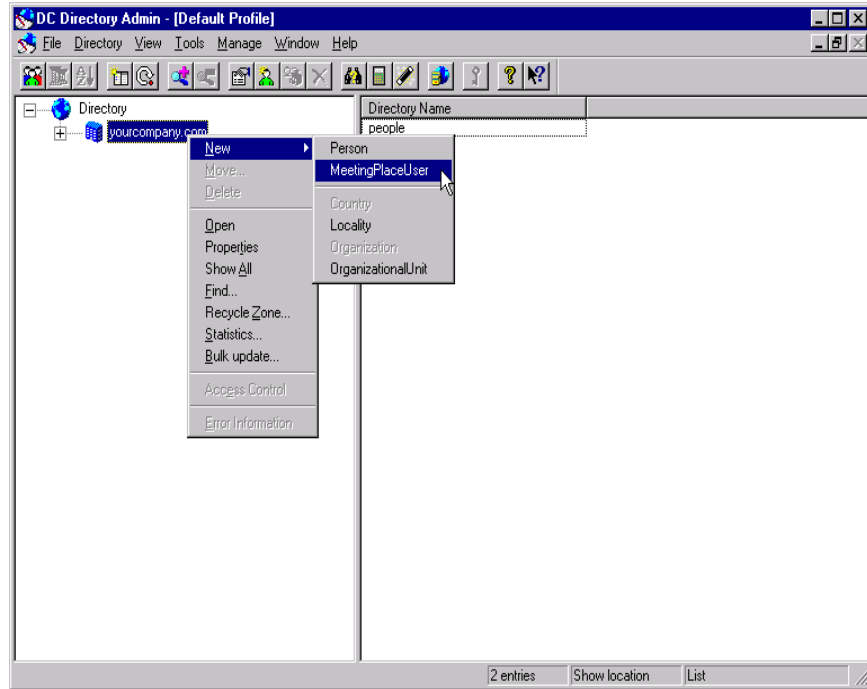 DC Directory Admin - [Default Profile]
File Directory View Tools Manage Window Help
Directory
yourcompany.com
Directory Name
people
New
Move...
Delete
Open
Properties
Show All
Find...
Recycle Zone...
Statistics...
Bulk update...
Access Control
Error Information
Person
MeetingPlaceUser
Country
Locality
Organization
OrganizationalUnit
2 entries Show location List